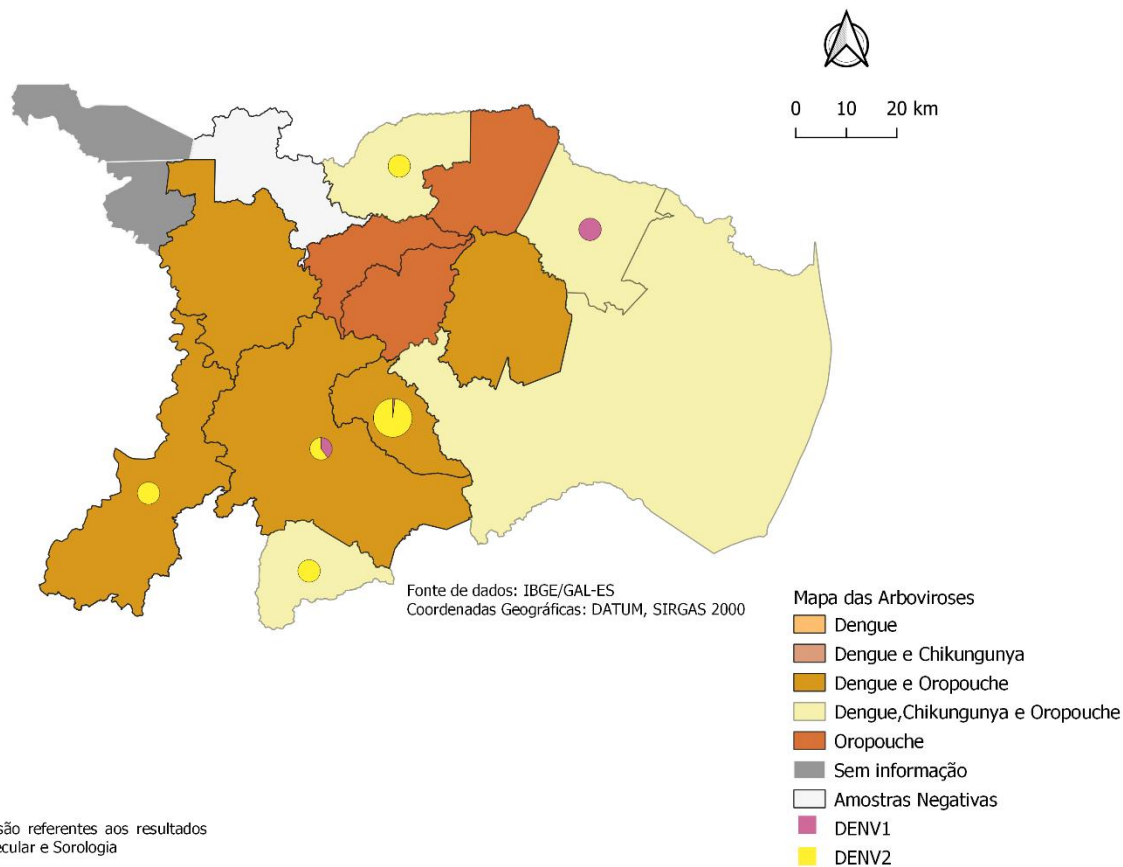 0 10 20 km
Fonte de dados: IBGE/GAL-ES
Coordenadas Geográficas: DATUM, SIRGAS 2000
Mapa das Arboviroses
Dengue
Dengue e Chikungunya
Dengue e Oropouche
Dengue,Chikungunya e Oropouche
Oropouche
Sem informação
Amostras Negativas
DENV1
DENV2
são referentes aos resultados
ecular e Sorologia